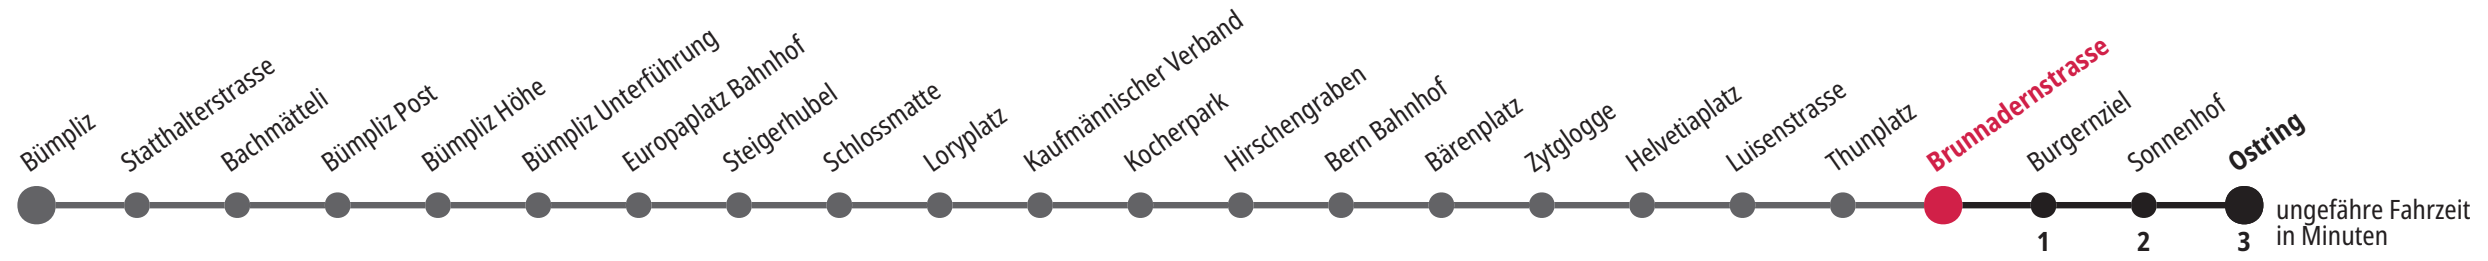 Bümpliz
Statthalterstrasse
Bachmätteli
Bümpliz Post
Bümpliz Höhe
Bümpliz Unterführung
Europaplatz Bahnhof
Steigerhubel
Schlossmatte
Loryplatz
Kaufmännischer Verband
Kocherpark
Hirschengraben
Bern Bahnhof
Bärenplatz
Zytglogge
Helvetiaplatz
Luisenstrasse
Thunplatz
Brunnadernstrasse
Burgernziel
Sonnenhof
Ostring
1 2 3
ungefähre Fahrzeit
in Minuten